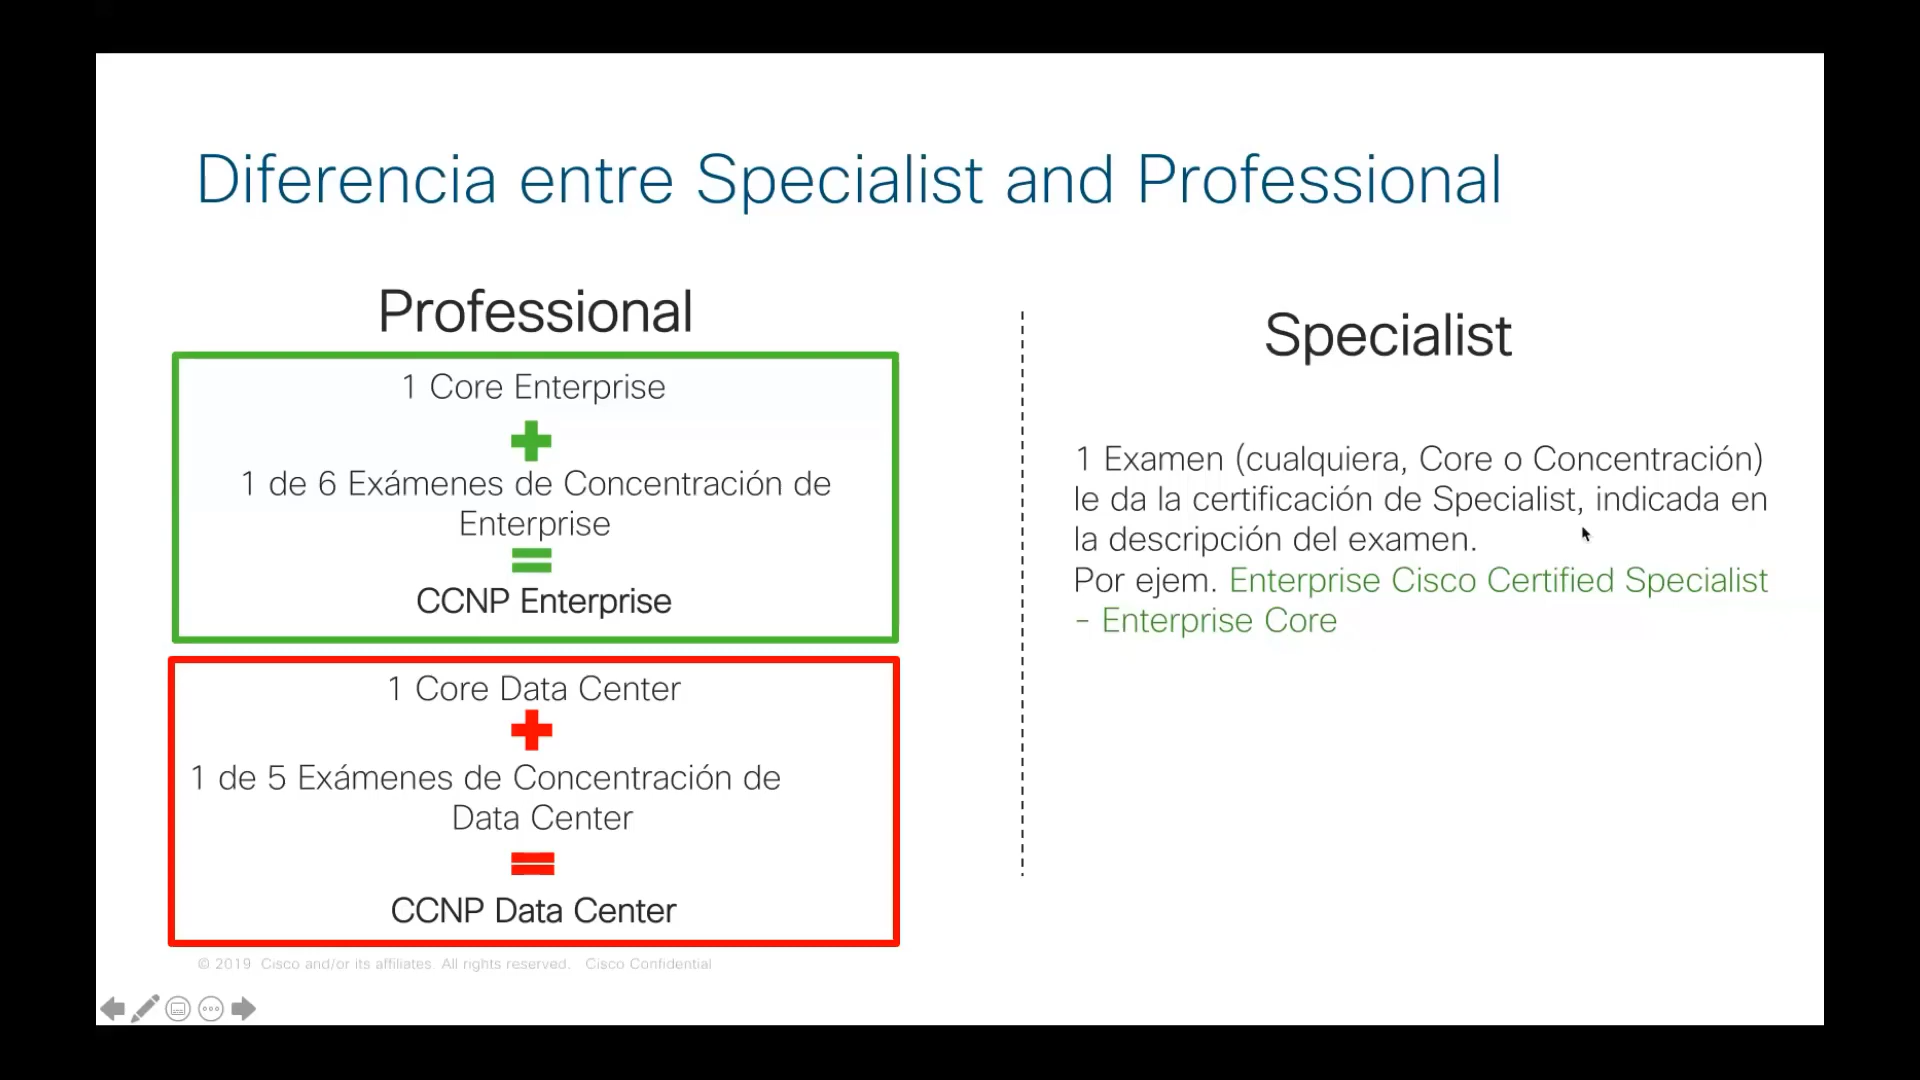 Diferencia entre Specialist and Professional
Professional
1 Core Enterprise
1 de 6 Exámenes de Concentración de
Enterprise
CCNP Enterprise
1 Core Data Center
1 de 5 Exámenes de Concentración de
Data Center
CCNP Data Center
Specialist
1 Examen (cualquiera, Core o Concentración)
le da la certificación de Specialist, indicada en
la descripción del examen.
Por ejem. Enterprise Cisco Certified Specialist
- Enterprise Core
© 2019 Cisco and/or its affiliates. All rights reserved. Cisco Confidential